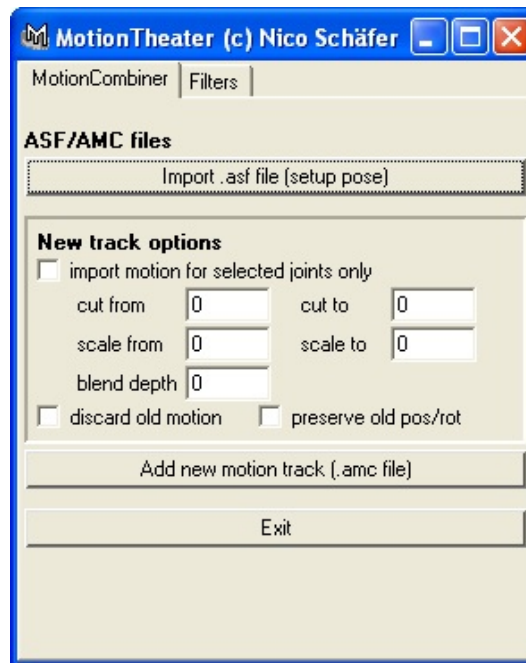 MotionTheater (c) Nico Schäfer
MotionCombiner Filters
ASF/AMC files
Import .asf file (setup pose)
New track options
import motion for selected joints only
cut from 0 cut to 0
scale from 0 scale to 0
blend depth 0
discard old motion preserve old pos/rot
Add new motion track (.amc file)
Exit